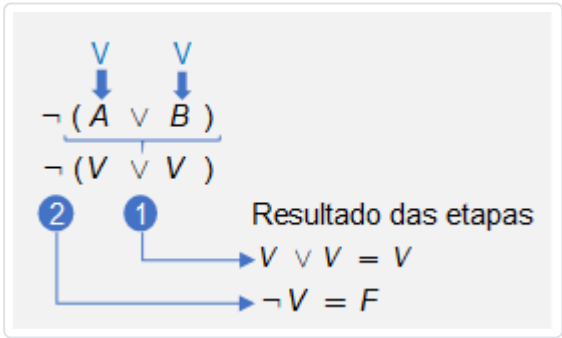 V V
¬ ( A ∨ B )
¬ (V ∨ V )
2 1 Resultado das etapas
V ∨ V = V
¬ V = F